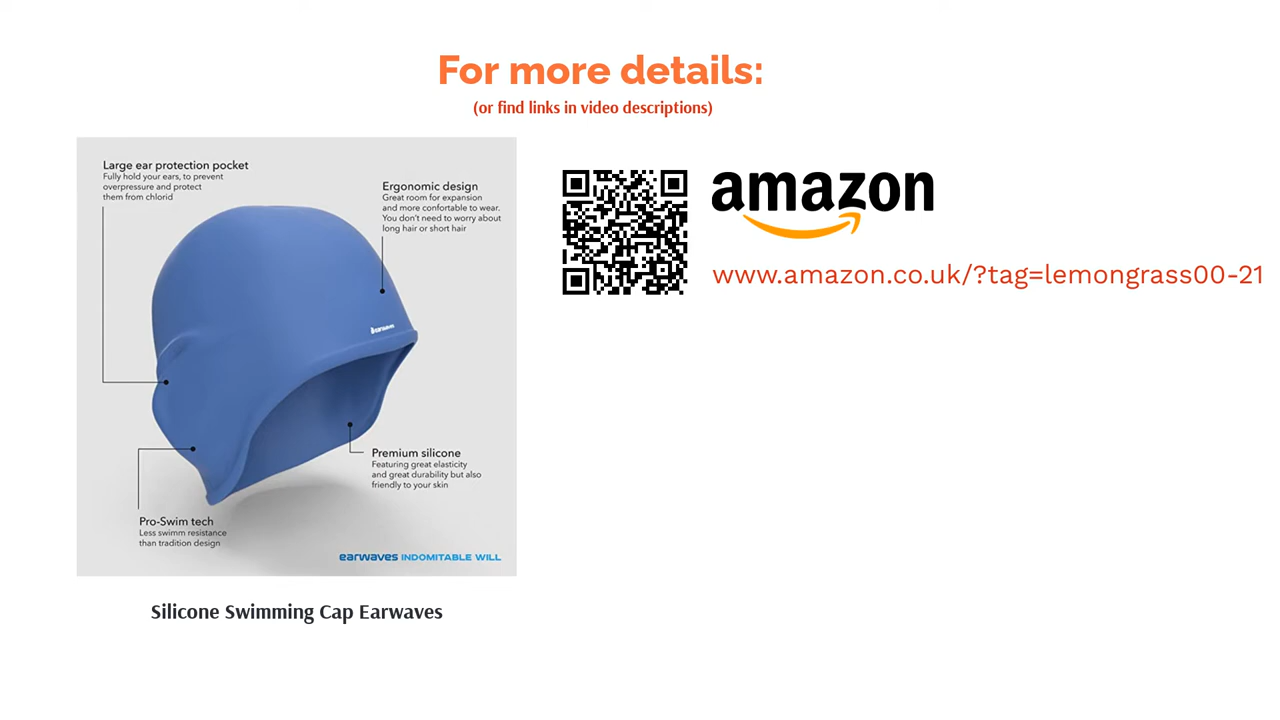 For more details:
(or find links in video descriptions)
Large ear protection pocket
Fully hold your ears, to prevent
overpressure and protect
them from chlorid
Ergonomic design
Great room for expansion
and more comfortable to wear.
You don't need to worry about
long hair or short hair
earwaves
Premium silicone
Featuring great elasticity
and great durability but also
friendly to your skin
Pro-Swim tech
Less swimm resistance
than tradition design
earwaves INDOMITABLE WILL
Silicone Swimming Cap Earwaves
amazon
www.amazon.co.uk/?tag=lemongrass00-21